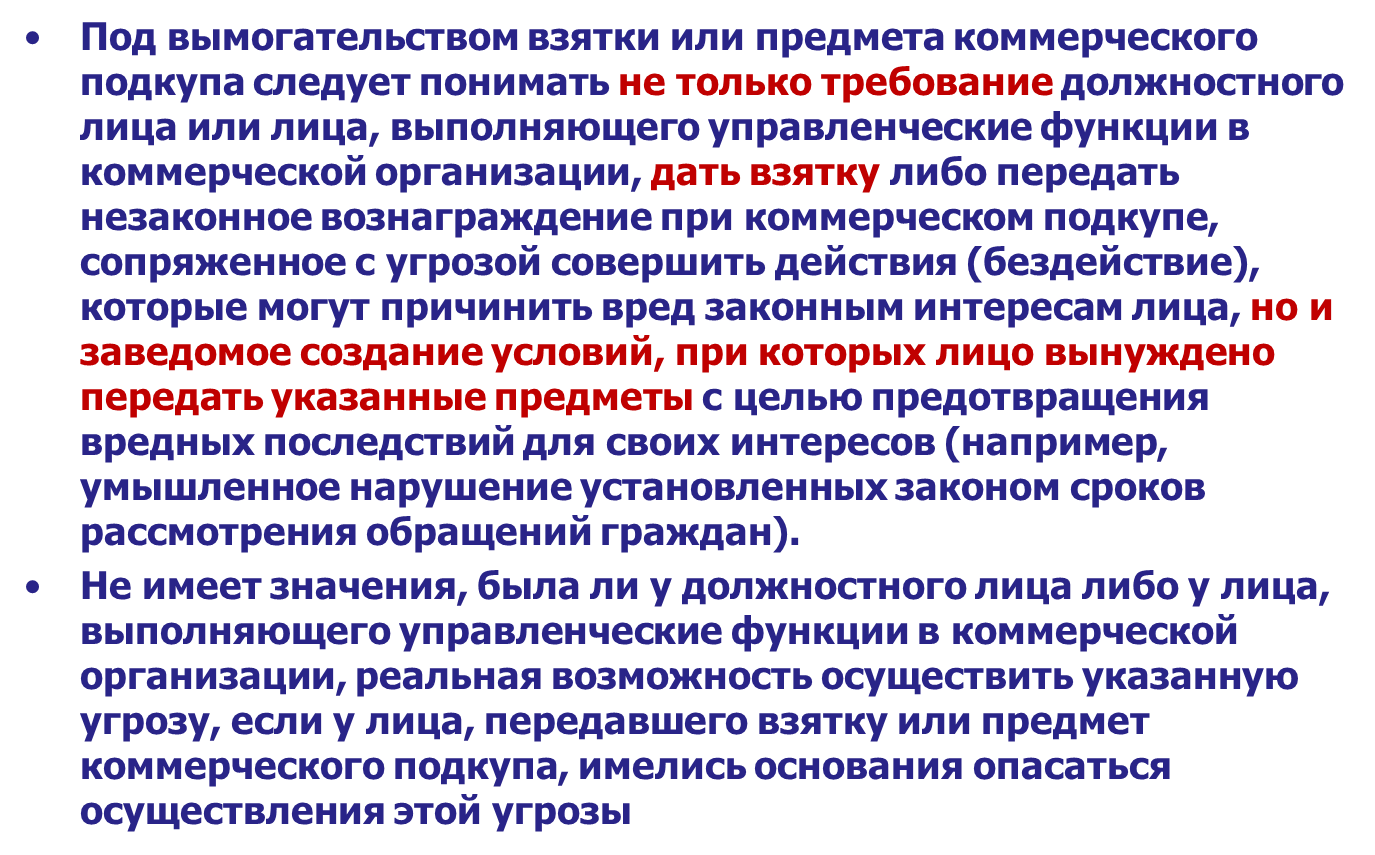 • Под вымогательством взятки или предмета коммерческого
подкупа следует понимать не только требование должностного
лица или лица, выполняющего управленческие функции в
коммерческой организации, дать взятку либо передать
незаконное вознаграждение при коммерческом подкупе,
сопряженное с угрозой совершить действия (бездействие),
которые могут причинить вред законным интересам лица, но и
заведомое создание условий, при которых лицо вынуждено
передать указанные предметы с целью предотвращения
вредных последствий для своих интересов (например,
умышленное нарушение установленных законом сроков
рассмотрения обращений граждан).
• Не имеет значения, была ли у должностного лица либо у лица,
выполняющего управленческие функции в коммерческой
организации, реальная возможность осуществить указанную
угрозу, если у лица, передавшего взятку или предмет
коммерческого подкупа, имелись основания опасаться
осуществления этой угрозы